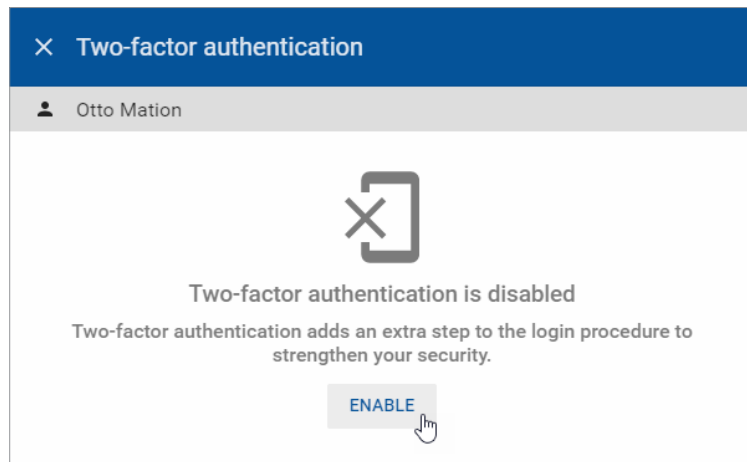 Two-factor authentication
Otto Mation
Two-factor authentication is disabled
Two-factor authentication adds an extra step to the login procedure to
strengthen your security.
ENABLE